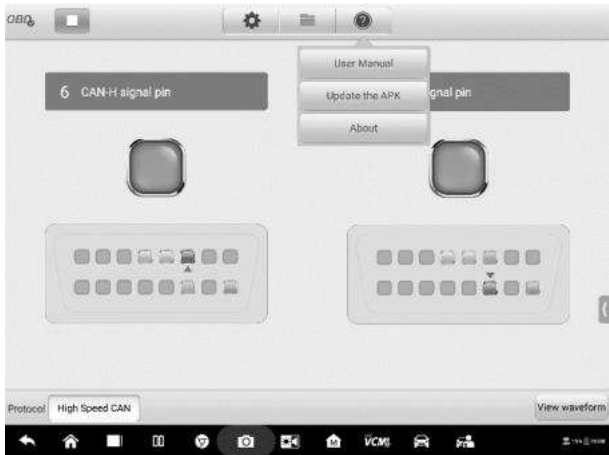 OBD
User Manual
6 CAN-H signal pin
Update the APK
gnal pin
About
Protocol
High Speed CAN
View waveform
VCMI